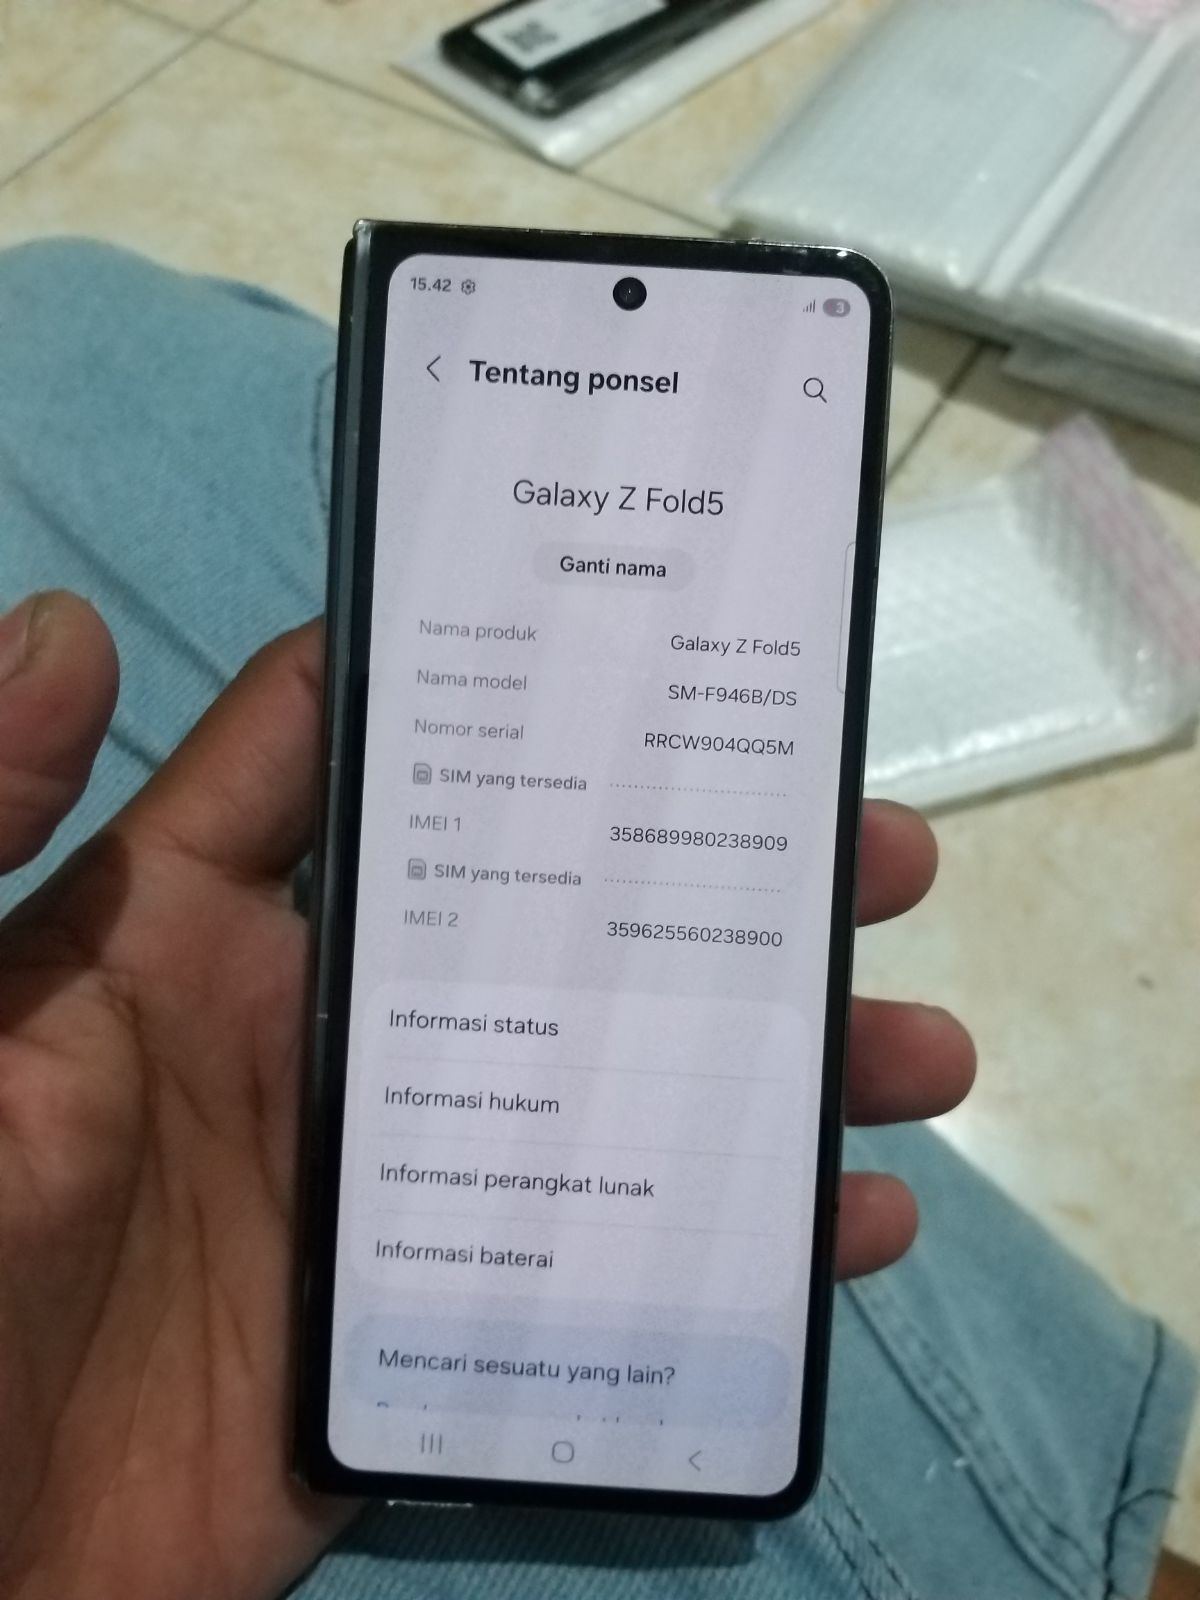 15.42
3
Tentang ponsel
Galaxy Z Fold5
Ganti nama
Nama produk Galaxy Z Fold5
Nama model SM-F946B/DS
Nomor serial RRCW904QQ5M
SIM yang tersedia
IMEI 1 358689980238909
SIM yang tersedia
IMEI 2 359625560238900
Informasi status
Informasi hukum
Informasi perangkat lunak
Informasi baterai
Mencari sesuatu yang lain?